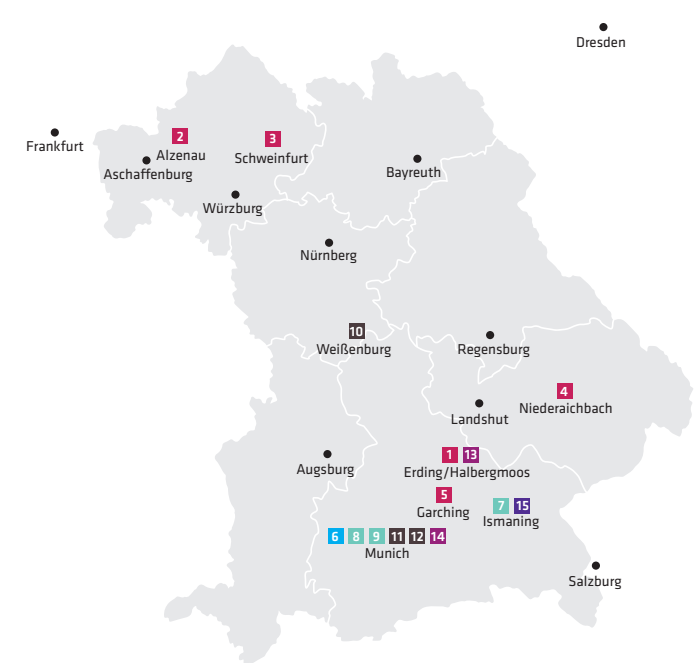 Dresden
Frankfurt
2
3
Alzenau
Schweinfurt
Aschaffenburg
Bayreuth
Würzburg
Nürnberg
10
Weißenburg
Regensburg
4
Niederaichbach
Landshut
Augsburg
1 13
Erding/Halbergmoos
5
Garching
7 15
Ismaning
6 8 9 11 12 14
Munich
Salzburg